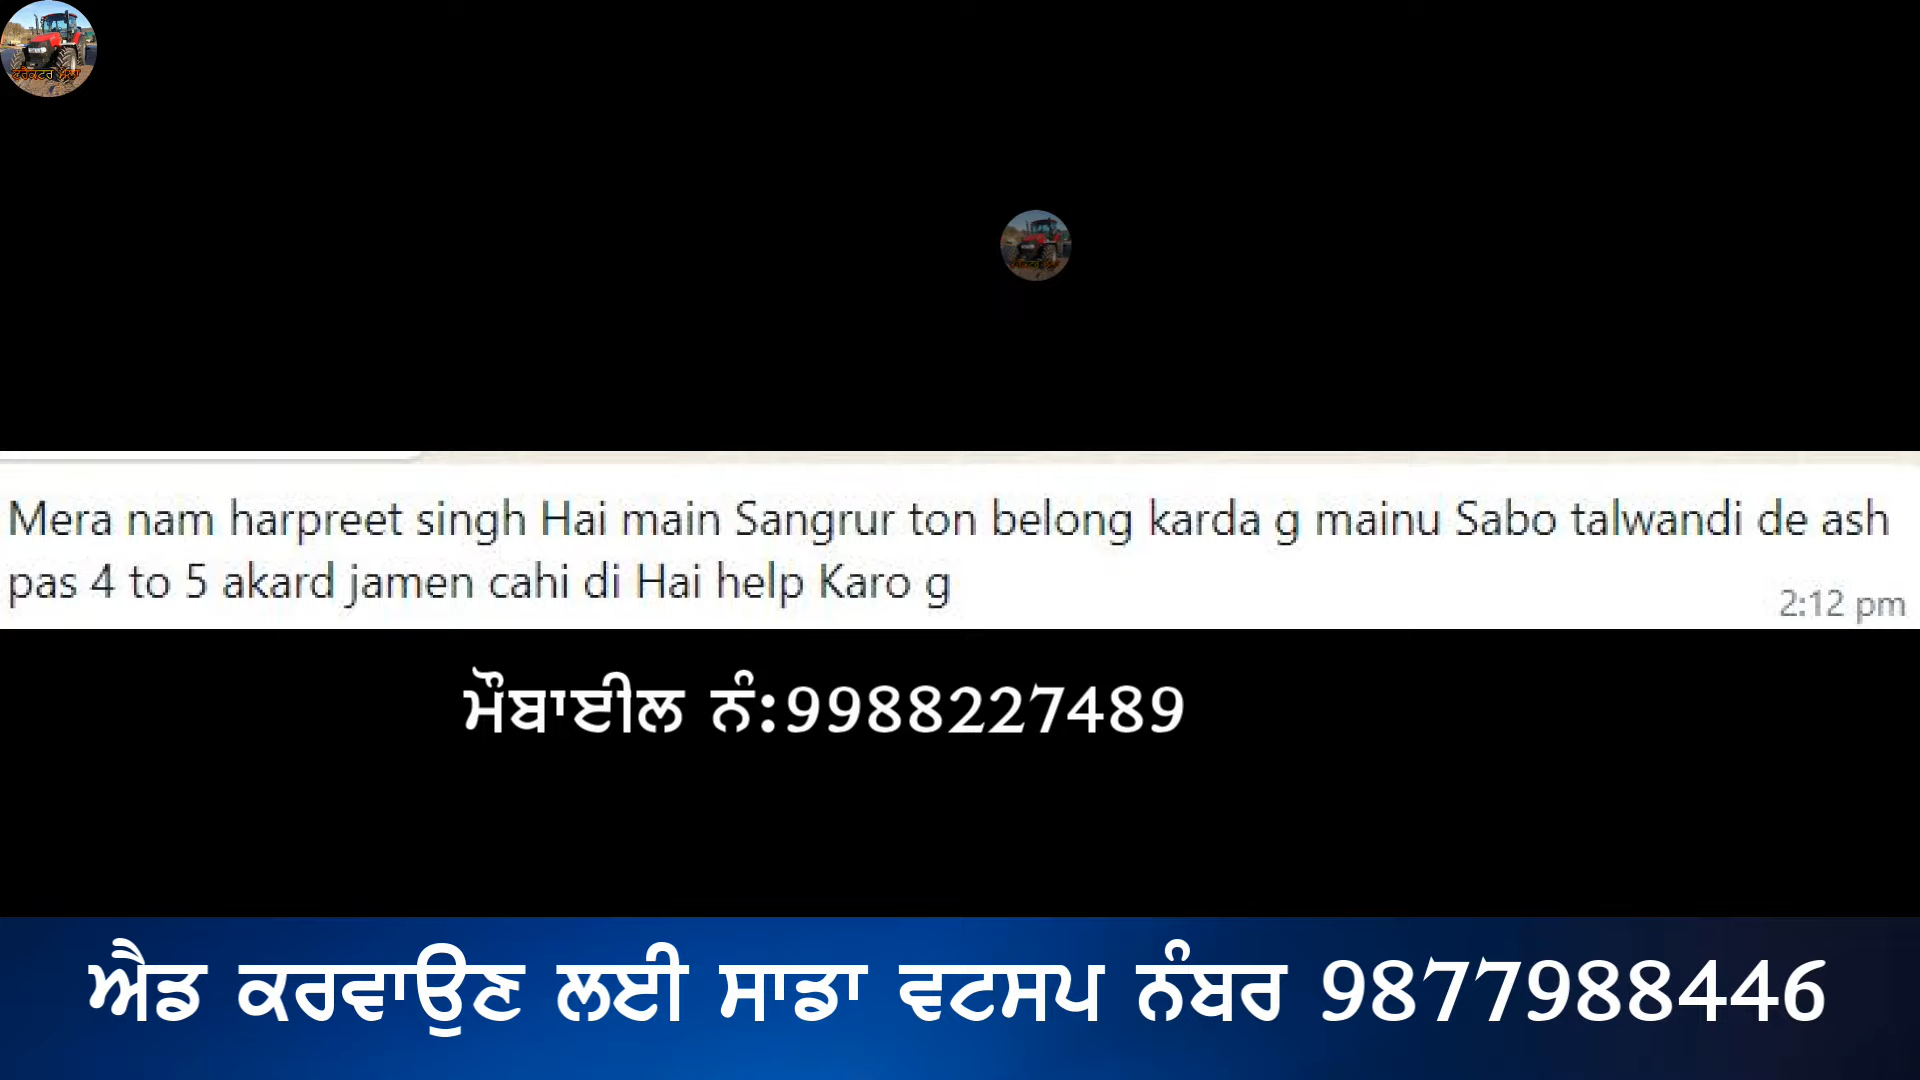 ਟਰੈਕਟਰ ਮੇਲਾ
Mera nam harpreet singh Hai main Sangrur ton belong karda g mainu Sabo talwandi de ash
pas 4 to 5 akard jamen cahi di Hai help Karo g
2:12 pm
ਮੌਬਾਈਲ ਨੰ:9988227489
ਐਡ ਕਰਵਾਉਣ ਲਈ ਸਾਡਾ ਵਟਸਪ ਨੰਬਰ 9877988446